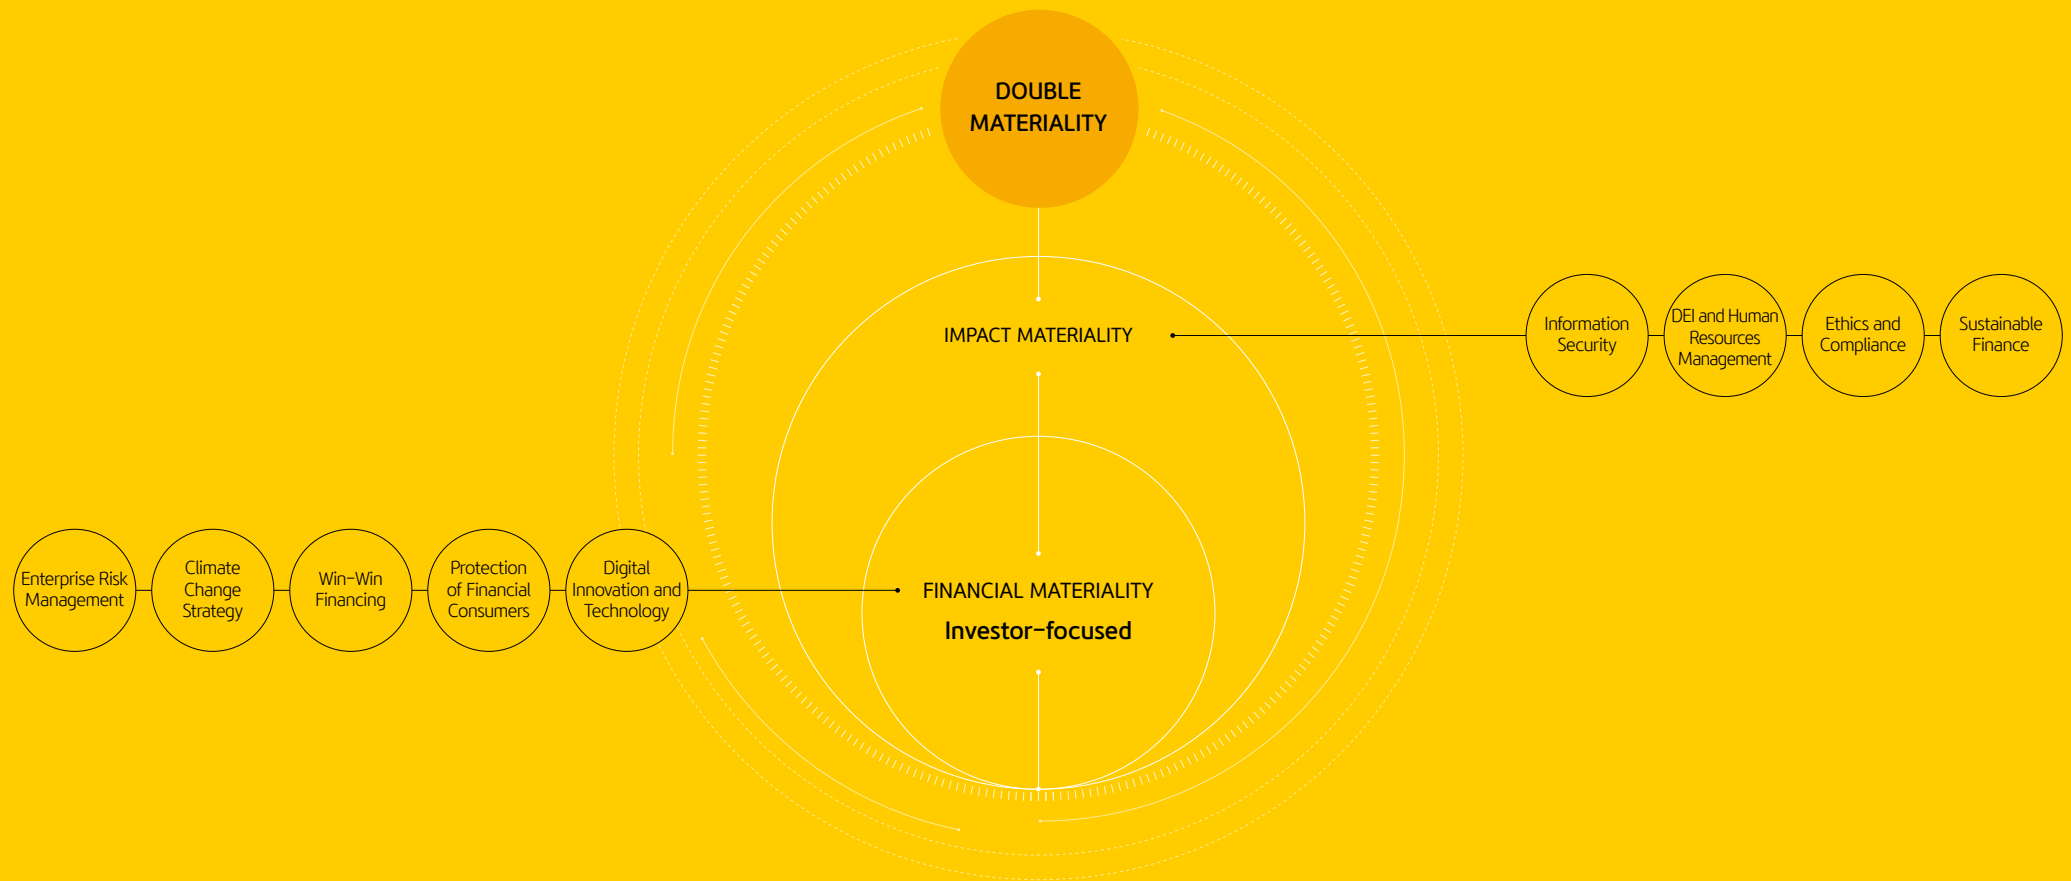 DOUBLE
MATERIALITY
IMPACT MATERIALITY
Information
Security
DEI and Human
Resources
Management
Ethics and
Compliance
Sustainable
Finance
Enterprise Risk
Management
Climate
Change
Strategy
Win-Win
Financing
Protection
of Financial
Consumers
Digital
Innovation and
Technology
FINANCIAL MATERIALITY
Investor-focused